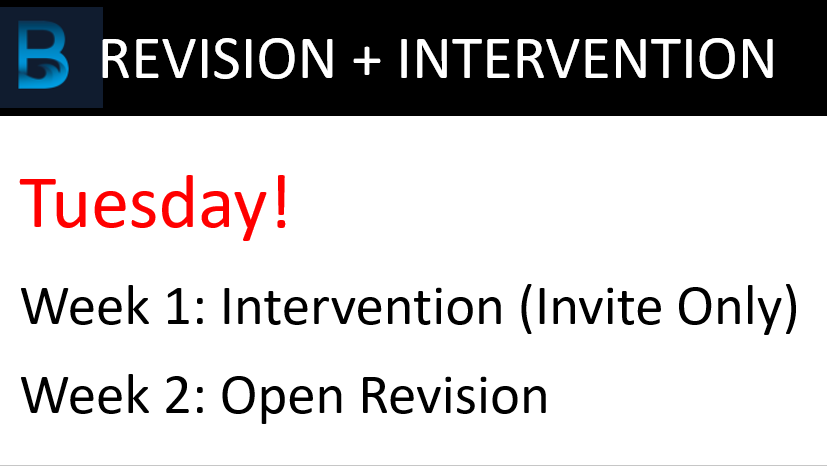 B REVISION + INTERVENTION
Tuesday!
Week 1: Intervention (Invite Only)
Week 2: Open Revision